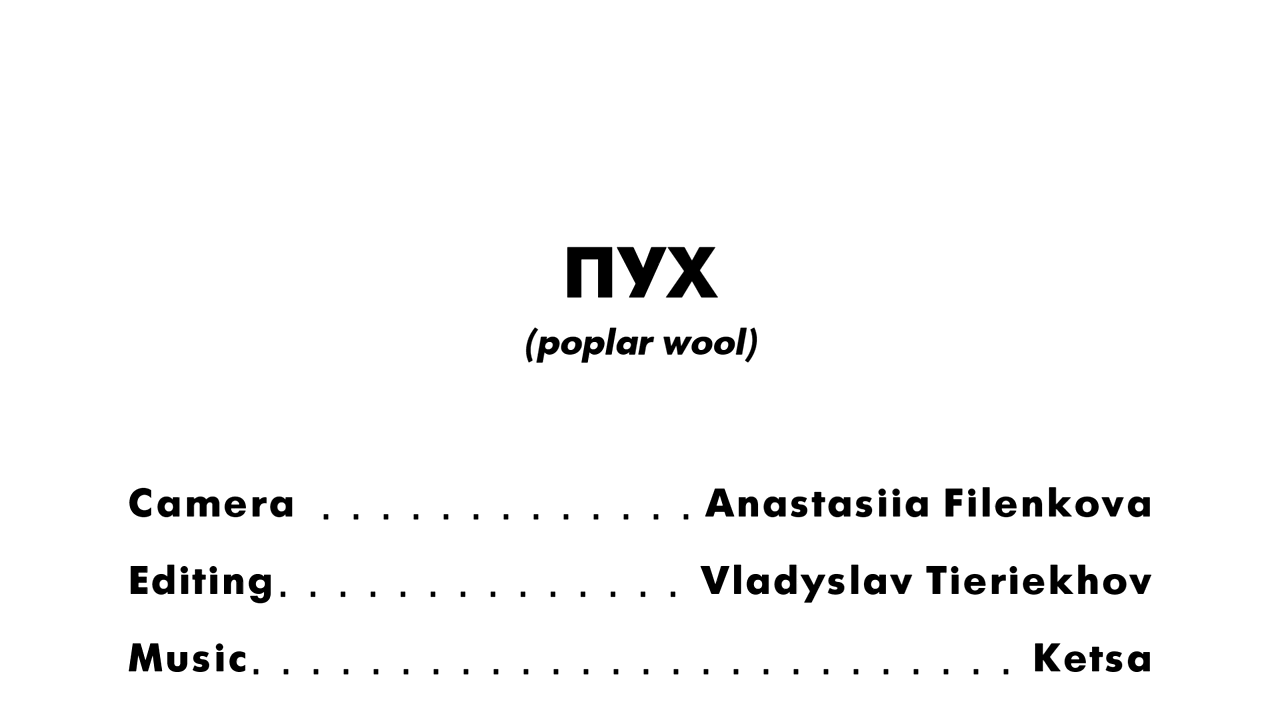 ПУХ
(poplar wool)
Camera . . . . . . . . . . . . . Anastasiia Filenkova
Editing. . . . . . . . . . . . . . Vladyslav Tieriekhov
Music. . . . . . . . . . . . . . . . . . . . . . . . . . Ketsa